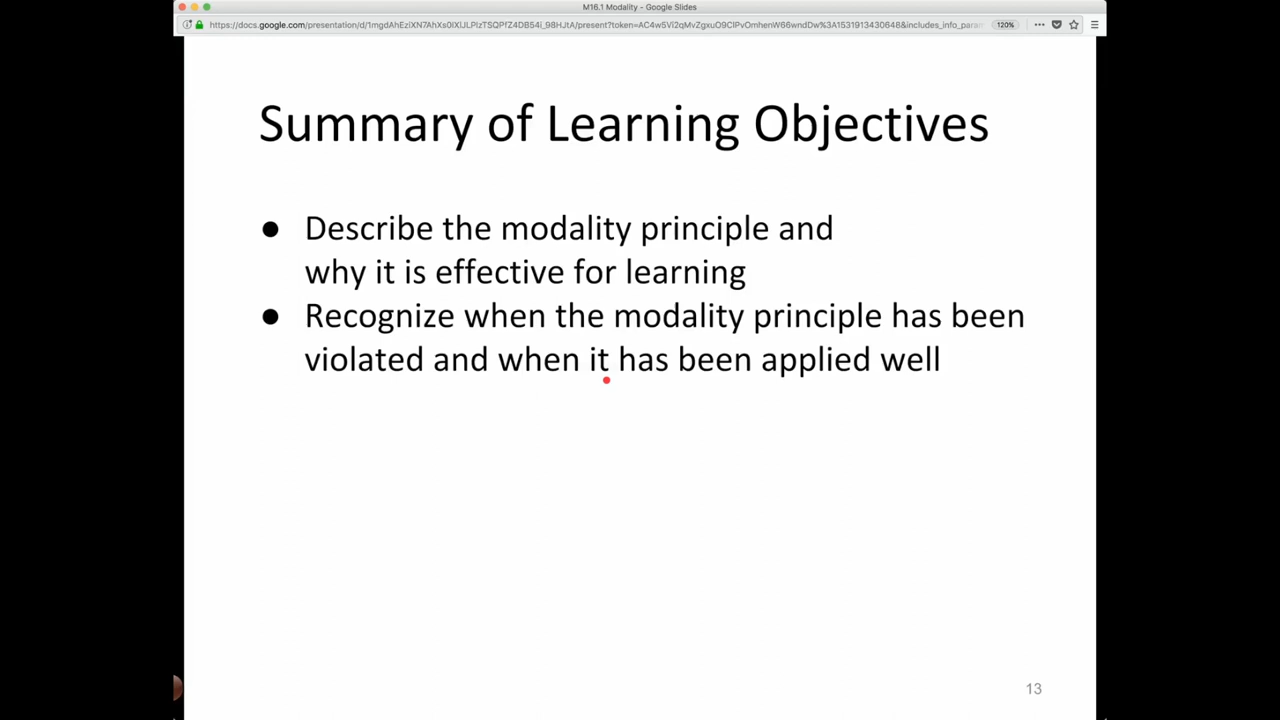 M16.1 Modality - Google Slides
120%
Summary of Learning Objectives
● Describe the modality principle and
why it is effective for learning
● Recognize when the modality principle has been
violated and when it has been applied well
13